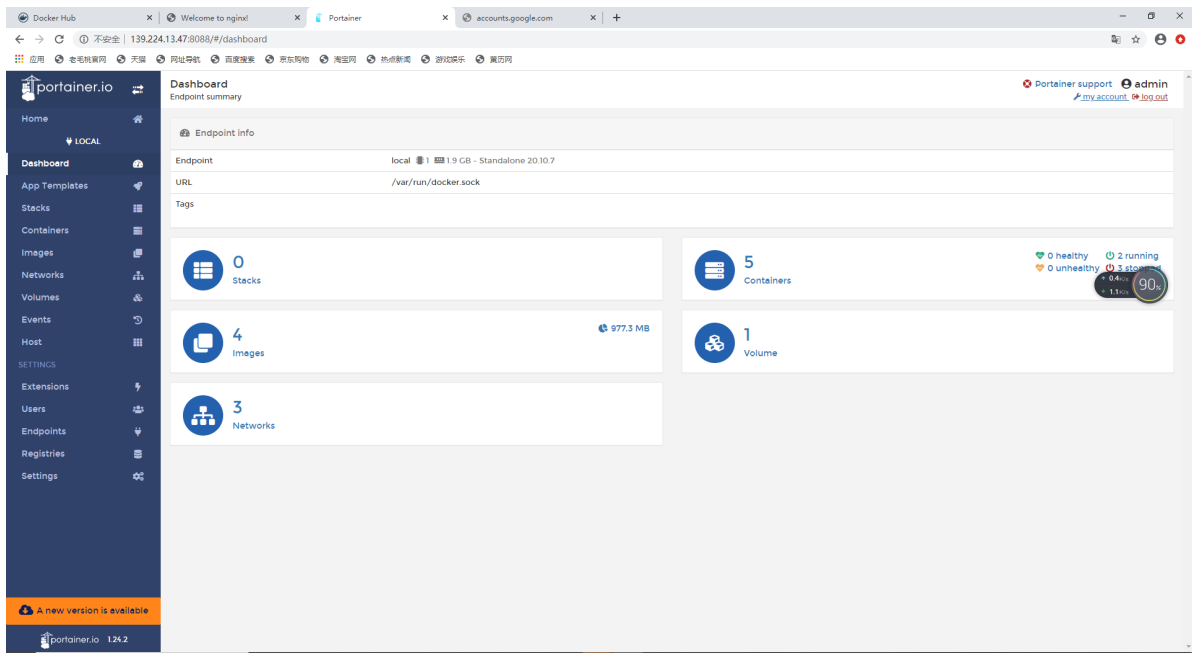 Docker Hub
Welcome to nginx!
Portainer
accounts.google.com
不安全 | 139.224.13.47:8088/#/dashboard
应用 老毛桃官网 天猫 网址导航 百度搜索 京东购物 淘宝网 热点新闻 游戏娱乐 黄历网
portainer.io
Dashboard
Endpoint summary
Portainer support admin
my account log out
Home
LOCAL
Dashboard
App Templates
Stacks
Containers
Images
Networks
Volumes
Events
Host
SETTINGS
Extensions
Users
Endpoints
Registries
Settings
A new version is available
portainer.io 1.24.2
Endpoint info
Endpoint local 1 1.9 GB - Standalone 20.10.7
URL /var/run/docker.sock
Tags
0
Stacks
5
Containers
0 healthy 2 running
0 unhealthy 3 stopped
90%
4
Images
977.3 MB
1
Volume
3
Networks